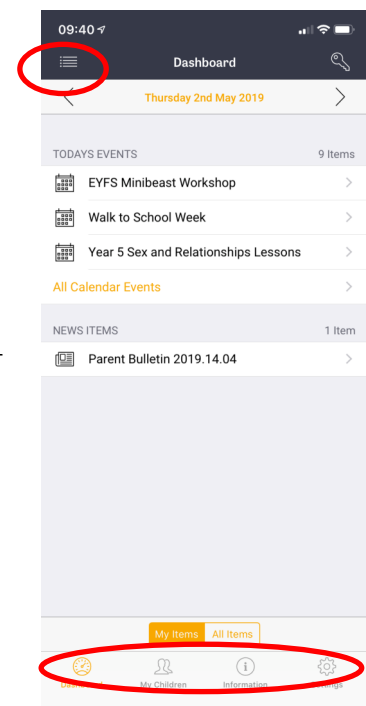 09:40
Dashboard
Thursday 2nd May 2019
TODAYS EVENTS 9 Items
EYFS Minibeast Workshop
Walk to School Week
Year 5 Sex and Relationships Lessons
All Calendar Events
NEWS ITEMS 1 Item
Parent Bulletin 2019.14.04
My Items All Items
Dashboard My Children Information Settings